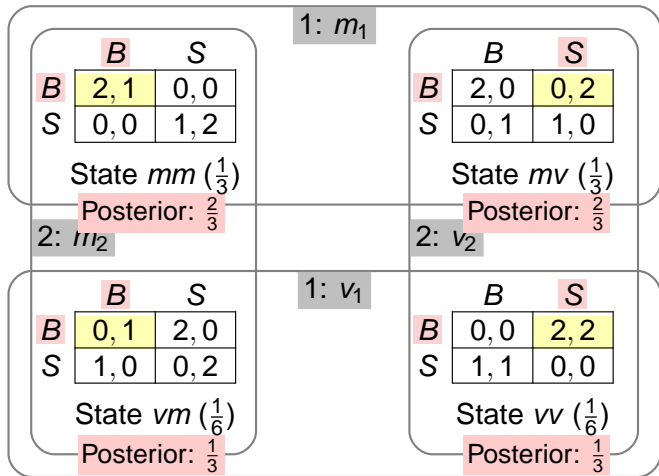 1: m₁
B S B S
B 2, 1 0, 0 B 2, 0 0, 2
S 0, 0 1, 2 S 0, 1 1, 0
State mm (1/3) State mv (1/3)
Posterior: 2/3 Posterior: 2/3
2: m₂ 2: v₂
1: v₁
B S B S
B 0, 1 2, 0 B 0, 0 2, 2
S 1, 0 0, 2 S 1, 1 0, 0
State vm (1/6) State vv (1/6)
Posterior: 1/3 Posterior: 1/3